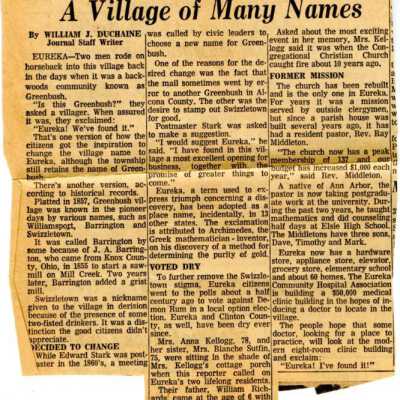 A Village of Many Names
By WILLIAM J. DUCHAINE
Journal Staff Writer
EUREKA—Two men rode on
horseback into this village back
in the days when it was a back-
woods community known as
Greenbush.
"Is this Greenbush?" they
asked a villager. When assured
it was, they exclaimed:
"Eureka! We've found it."
That's one version of how the
citizens got the inspiration to
change the village name to
Eureka, although the township
still retains the name of Green-
bush.
There's another version, ac-
cording to historical records.
Platted in 1857, Greenbush vil-
lage was known in the pioneer
days by various names, such as
Williamspport, Barrington and
Swizzletown.
It was called Barrington by
some because of J. A. Barring-
ton, who came from Knox Coun-
ty, Ohio, in 1855 to start a saw-
mill on Mill Creek. Two years
later, Barrington added a grist
mill.
Swizzletown was a nickname
given to the village in derision
because of the presence of some
two-fisted drinkers. It was a dis-
tinction the good citizens didn't
appreciate.
DECIDED TO CHANGE
While Edward Stark was post-
master in the 1860's, a meeting
was called by civic leaders to
choose a new name for Green-
bush.
One of the reasons for the de-
sired change was the fact that
the mail sometimes went by er-
ror to another Greenbush in Al-
cona County. The other was the
desire to stamp out Swizzletown
for good.
Postmaster Stark was asked
to make a suggestion.
"I would suggest Eureka," he
said. "I have found in this vil-
lage a most excellent opening for
business, together with the
promise of greater things to
come."
Eureka, a term used to ex-
press triumph concerning a dis-
covery, has been adopted as a
place name, incidentally, in 12
other states. The exclamation
is attributed to Archimedes, the
Greek mathematician - inventor,
on his discovery of a method for
determining the purity of gold.
VOTED DRY
To further remove the Swizzle-
town stigma, Eureka citizens
went to the polls about a half
century ago to vote against De-
mon Rum in a local option elec-
tion. Eureka and Clinton Coun-
ty, as well, have been dry ever
since.
Mrs. Anna Kellogg, 78, and
her sister, Mrs. Blanche Suffin,
75, were sitting in the shade of
Mrs. Kellogg's cottage porch
when this reporter called on
Eureka's two lifelong residents.
Their father, William Rich-
ards, came at the age of 6 with
Asked about the most exciting
event in her memory, Mrs. Kel-
logg said it was when the Con-
gregational Christian Church
caught fire about 10 years ago.
FORMER MISSION
The church has been rebuilt
and is the only one in Eureka.
For years it was a mission
served by outside clergymen,
but since a parish house was
built several years ago, it has
had a resident pastor, Rev. Ray
Middleton.
"The church now has a peak
membership of 137 and our
budget has increased $1,000 each
year," said Rev. Middleton.
A native of Ann Arbor, the
pastor is now taking postgradu-
ate work at the university. During
the past two years, he taught
mathematics and did counseling
half days at Elsie High School.
The Middletons have three sons,
Dave, Timothy and Mark.
Eureka now has a hardware
store, appliance store, elevator,
grocery store, elementary school
and about 60 homes. The Eureka
Community Hospital Association
is building a $50,000 medical
clinic building in the hopes of in-
ducing a doctor to locate in the
village.
The people hope that some
doctor, looking for a place to
practice, will look at the mod-
ern eight-room clinic building
and exclaim:
"Eureka! I've found it!"